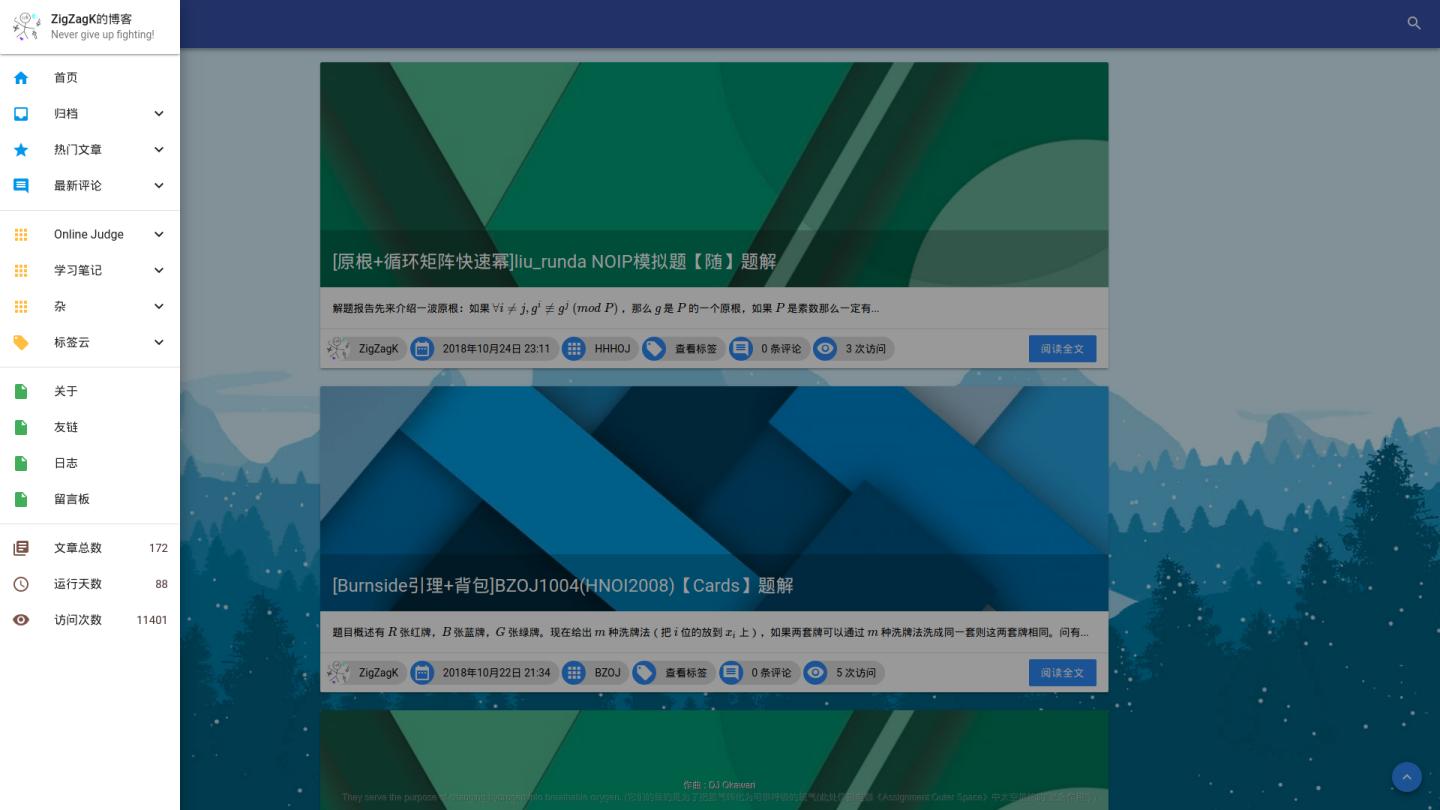 ZigZagK的博客
Never give up fighting!
首页
归档
热门文章
最新评论
Online Judge
学习笔记
杂
标签云
关于
友链
日志
留言板
文章总数 172
运行天数 88
访问次数 11401
[原根+循环矩阵快速幂]liu_runda NOIP模拟题【随】题解
解题报告先来介绍一波原根：如果 ∀i ≠ j, g^i ≢ g^j (mod P) ，那么 g 是 P 的一个原根，如果 P 是素数那么一定有...
ZigZagK 2018年10月24日 23:11 HHHOJ 查看标签 0 条评论 3 次访问 阅读全文
[Burnside引理+背包]BZOJ1004(HNOI2008)【Cards】题解
题目概述有 R 张红牌，B 张蓝牌，G 张绿牌。现在给出 m 种洗牌法（把 i 位的放到 x_i 上），如果两套牌可以通过 m 种洗牌法洗成同一套则这两套牌相同。问有...
ZigZagK 2018年10月22日 21:34 BZOJ 查看标签 0 条评论 5 次访问 阅读全文
作曲 : DJ Okawari
They serve the purpose of changing hydrogen into breathable oxygen.